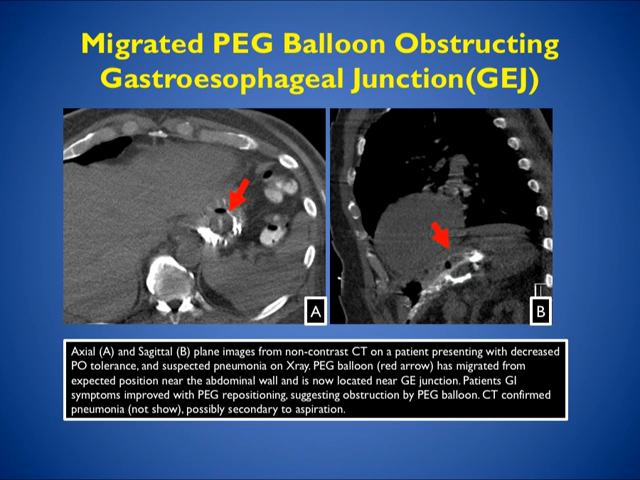 Migrated PEG Balloon Obstructing
Gastroesophageal Junction(GEJ)
A
B
Axial (A) and Sagittal (B) plane images from non-contrast CT on a patient presenting with decreased
PO tolerance, and suspected pneumonia on Xray. PEG balloon (red arrow) has migrated from
expected position near the abdominal wall and is now located near GE junction. Patients GI
symptoms improved with PEG repositioning, suggesting obstruction by PEG balloon. CT confirmed
pneumonia (not show), possibly secondary to aspiration.